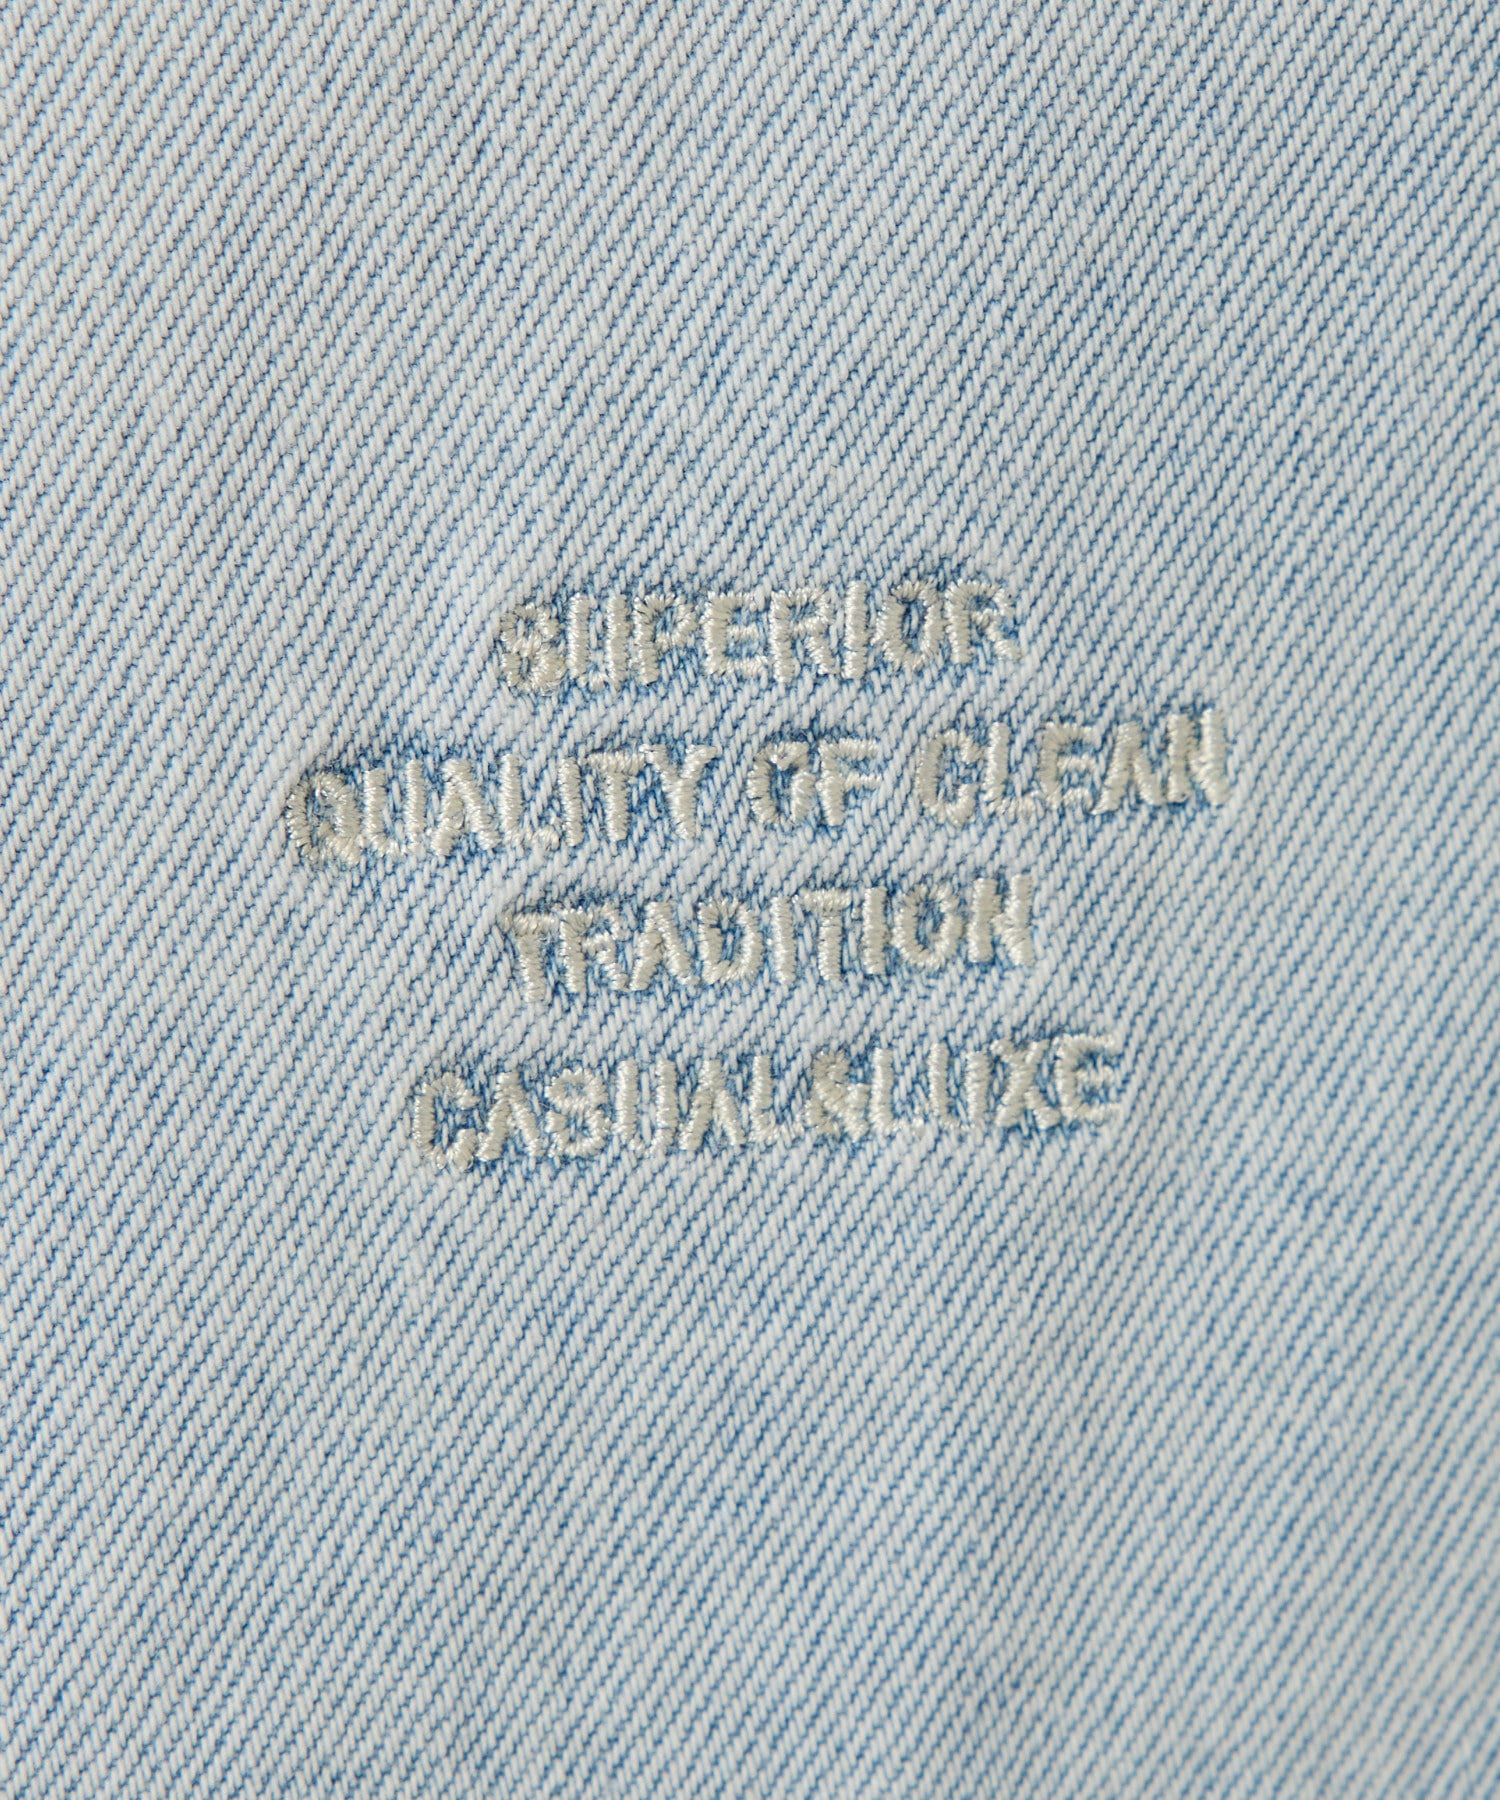 SUPERIOR
QUALITY OF CLEAN
TRADITION
CASUAL&LUXE